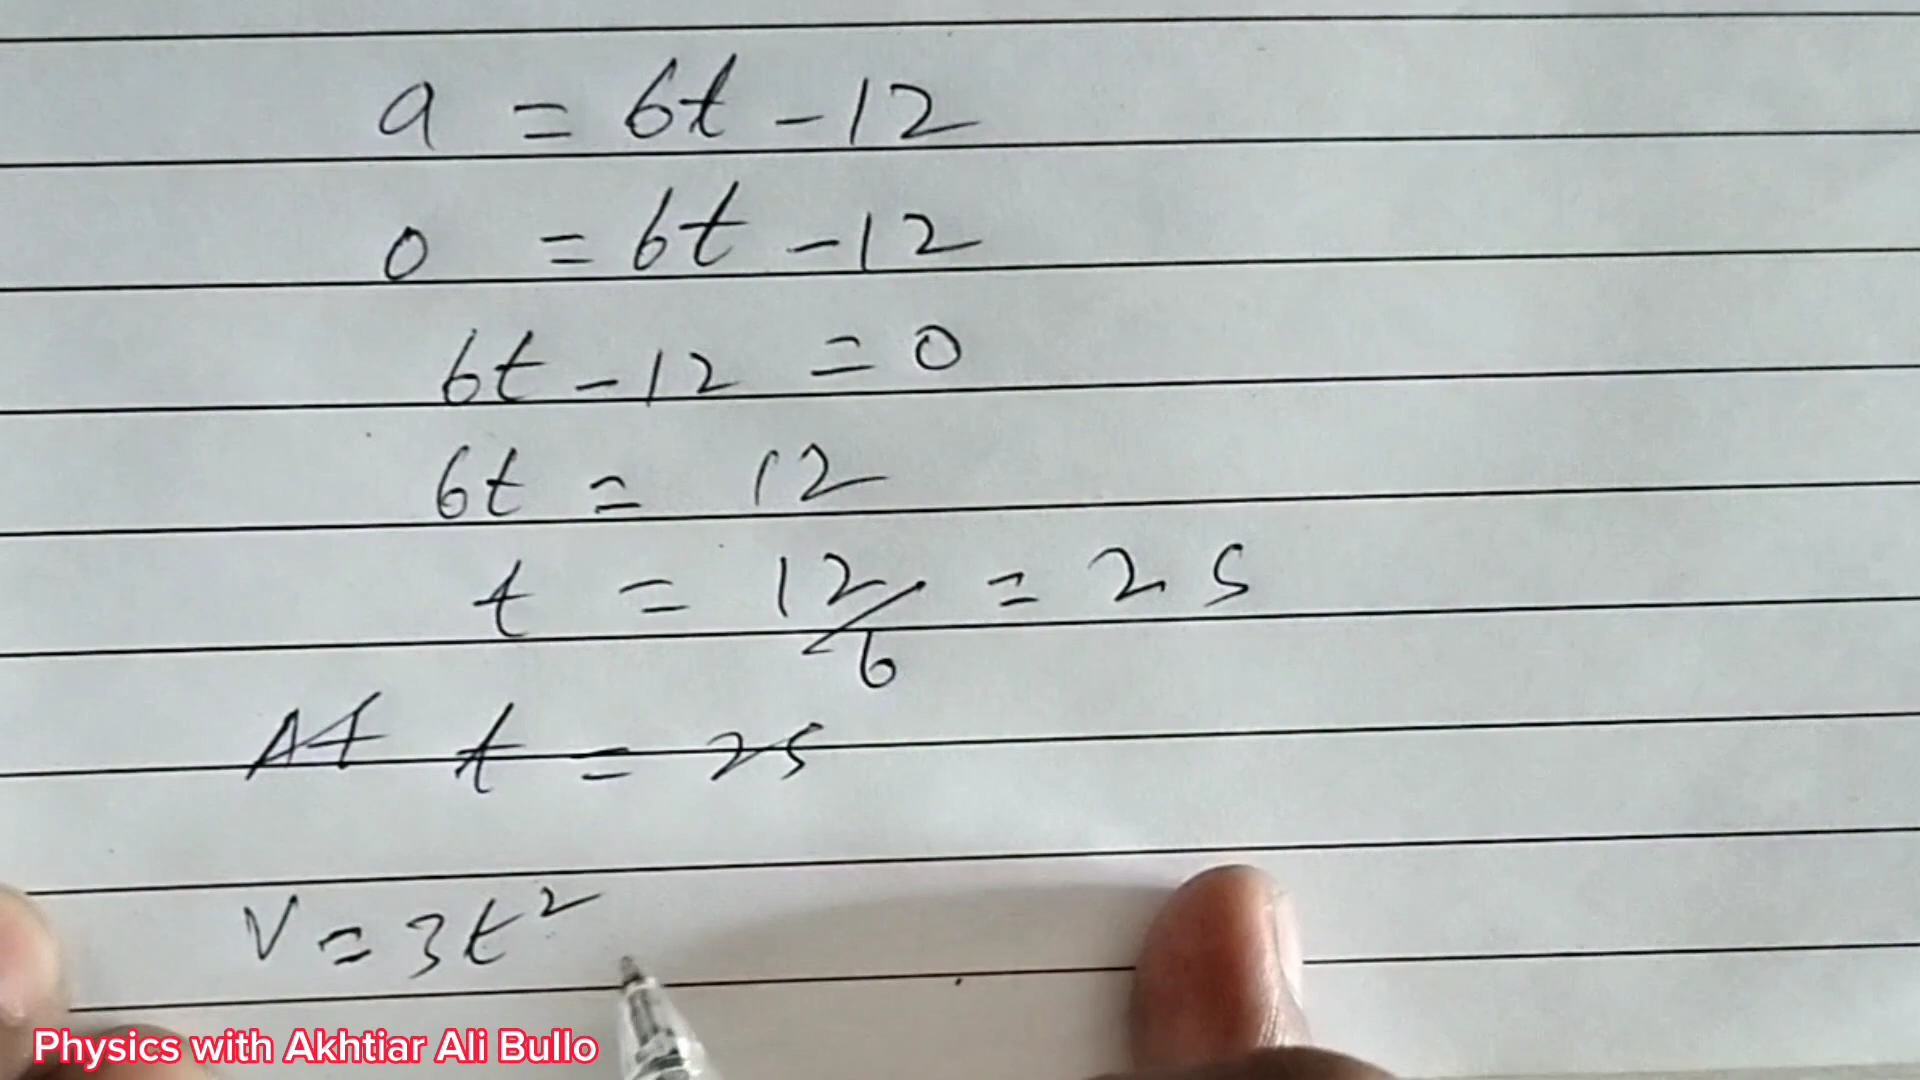 a = 6t - 12
0 = 6t - 12
6t - 12 = 0
6t = 12
t = 12/6 = 2 s
At t = 2s
V = 3t²
Physics with Akhtiar Ali Bullo